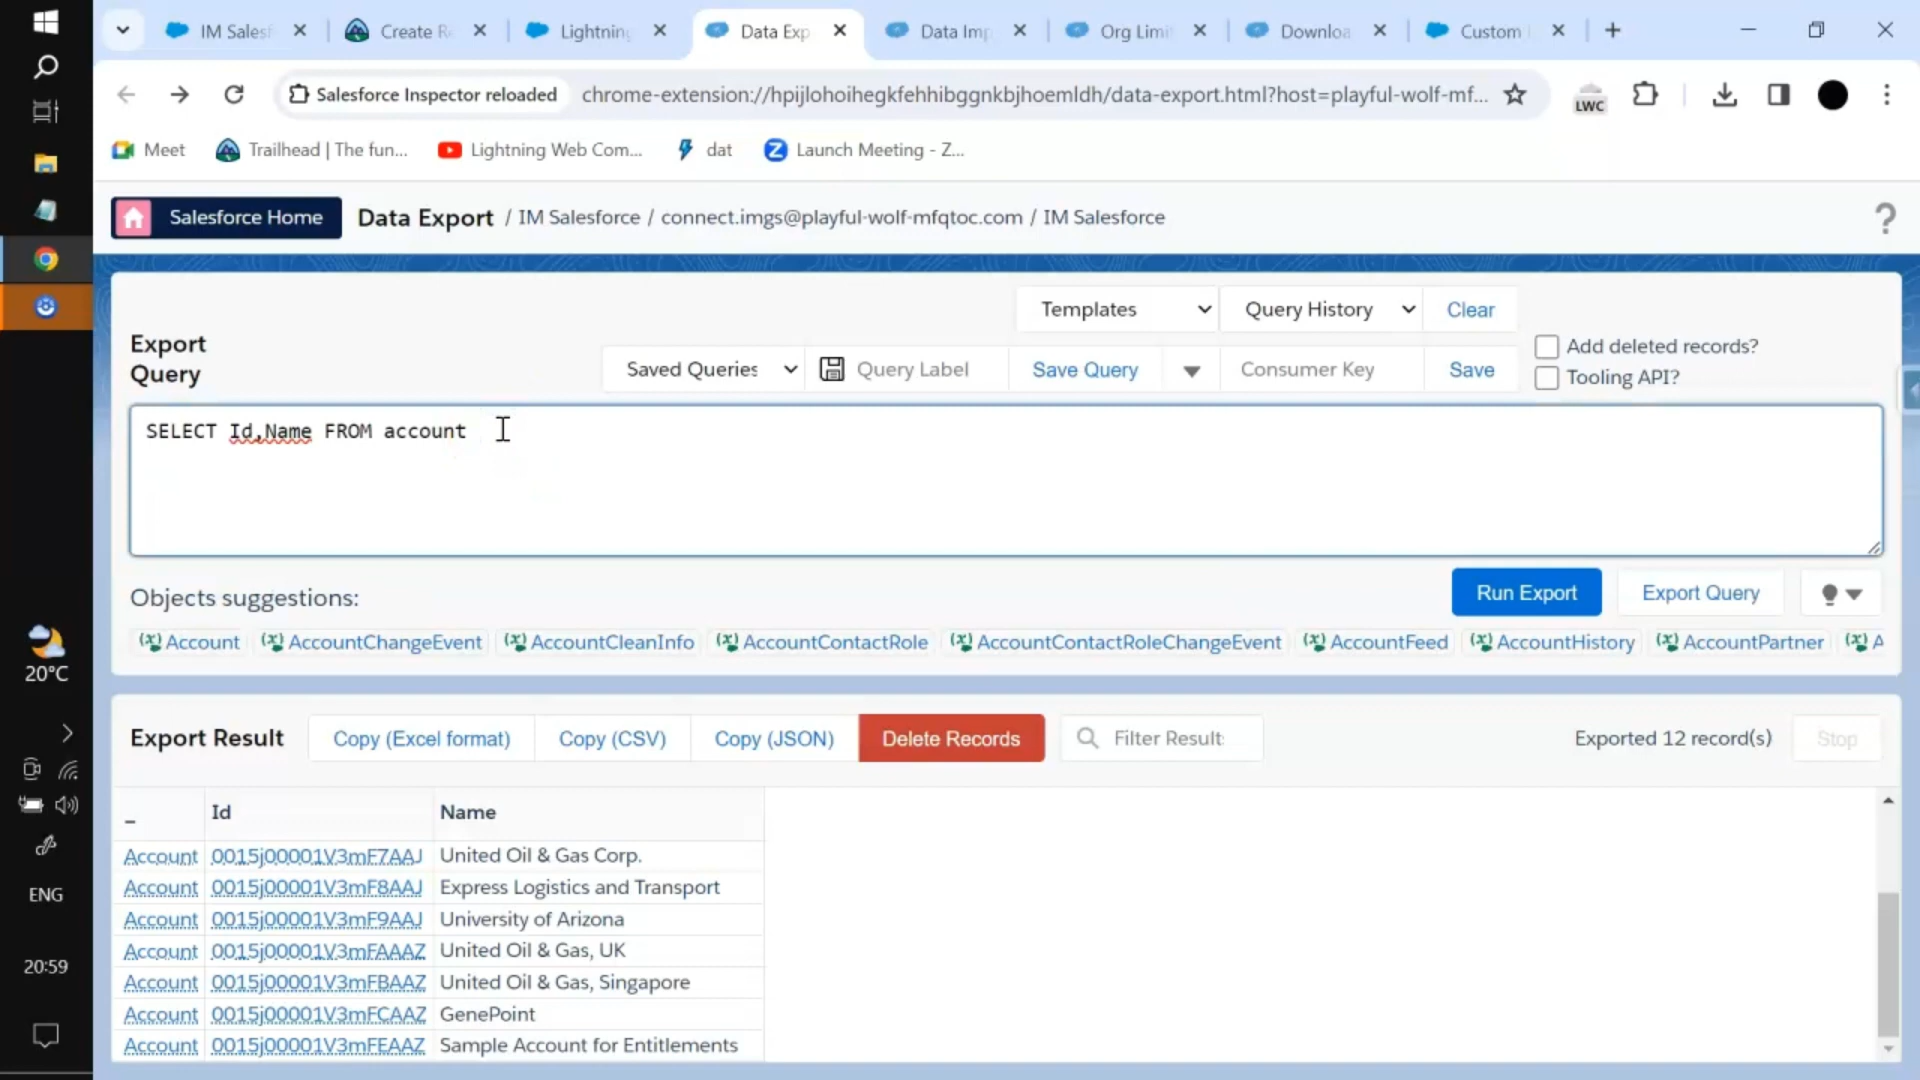 IM Salesf
Create R
Lightning
Data Exp
Data Imp
Org Limi
Downloa
Custom
Salesforce Inspector reloaded
chrome-extension://hpijlohoihegkfehhibggnkbjhoemldh/data-export.html?host=playful-wolf-mf...
LWC
Meet
Trailhead | The fun...
Lightning Web Com...
dat
Launch Meeting - Z...
Salesforce Home
Data Export / IM Salesforce / connect.imgs@playful-wolf-mfqtoc.com / IM Salesforce
?
Templates
Query History
Clear
Export
Query
Saved Queries
Query Label
Save Query
Consumer Key
Save
Add deleted records?
Tooling API?
SELECT Id,Name FROM account
Objects suggestions:
Run Export
Export Query
Account
AccountChangeEvent
AccountCleanInfo
AccountContactRole
AccountContactRoleChangeEvent
AccountFeed
AccountHistory
AccountPartner
A
Export Result
Copy (Excel format)
Copy (CSV)
Copy (JSON)
Delete Records
Filter Result
Exported 12 record(s)
Stop
_ Id Name
Account 0015j00001V3mF7AAJ United Oil & Gas Corp.
Account 0015j00001V3mF8AAJ Express Logistics and Transport
Account 0015j00001V3mF9AAJ University of Arizona
Account 0015j00001V3mFAAAZ United Oil & Gas, UK
Account 0015j00001V3mFBAAZ United Oil & Gas, Singapore
Account 0015j00001V3mFCAAZ GenePoint
Account 0015j00001V3mFEAAZ Sample Account for Entitlements
20°C
ENG
20:59